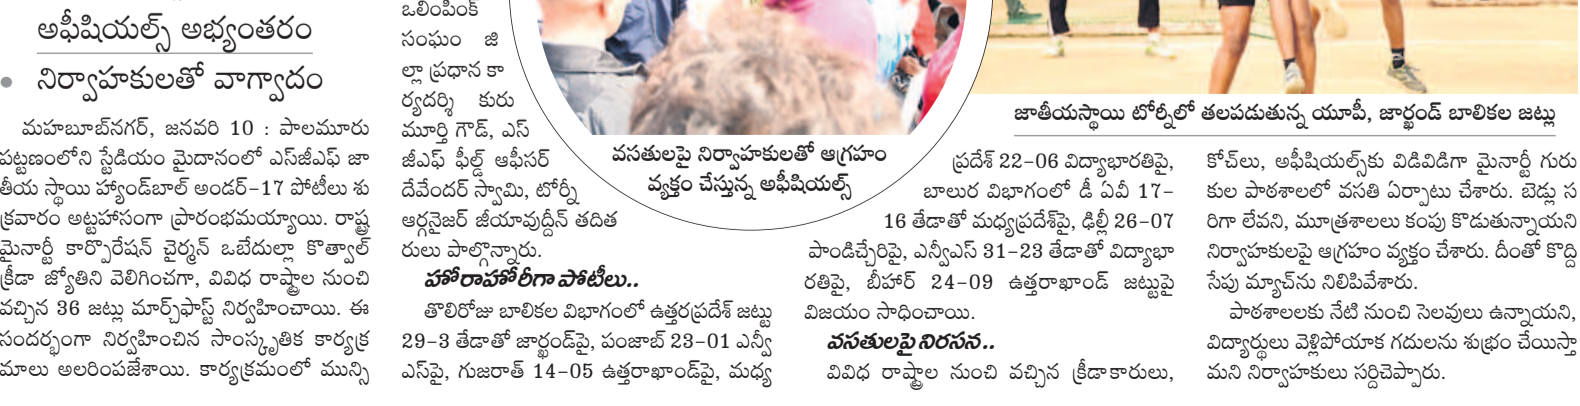 అఫీషియల్స్ అభ్యంతరం
• నిర్వాహకులతో వాగ్వాదం
మహబూబ్‌నగర్, జనవరి 10 : పాలమూరు
పట్టణంలోని స్టేడియం మైదానంలో ఎస్‌జీఎఫ్ జా
తీయ స్థాయి హ్యాండ్‌బాల్ అండర్-17 పోటీలు శు
క్రవారం అట్టహాసంగా ప్రారంభమయ్యాయి. రాష్ట్ర
మైనార్టీ కార్పొరేషన్ చైర్మన్ ఒబేదుల్లా కొత్వాల్
క్రీడా జ్యోతిని వెలిగించగా, వివిధ రాష్ట్రాల నుంచి
వచ్చిన 36 జట్లు మార్చ్‌ఫాస్ట్ నిర్వహించాయి. ఈ
సందర్భంగా నిర్వహించిన సాంస్కృతిక కార్యక్ర
మాలు అలరింపజేశాయి. కార్యక్రమంలో మున్సి
ఒలింపింక్
సంఘం జి
ల్లా ప్రధాన కా
ర్యదర్శి కురు
మూర్తి గౌడ్, ఎస్
జీఎఫ్ ఫీల్డ్ ఆఫీసర్
దేవేందర్ స్వామి, టోర్నీ
ఆర్గనైజర్ జీయావుద్దీన్ తదిత
రులు పాల్గొన్నారు.
హోరాహోరీగా పోటీలు..
తొలిరోజు బాలికల విభాగంలో ఉత్తరప్రదేశ్ జట్టు
29-3 తేడాతో జార్ఖండ్‌పై, పంజాబ్ 23-01 ఎన్వీ
ఎస్‌పై, గుజరాత్ 14-05 ఉత్తరాఖాండ్‌పై, మధ్య
వసతులపై నిర్వాహకులతో ఆగ్రహం
వ్యక్తం చేస్తున్న అఫీషియల్స్
జాతీయస్థాయి టోర్నీలో తలపడుతున్న యూపీ, జార్ఖండ్ బాలికల జట్లు
ప్రదేశ్ 22-06 విద్యాభారతిపై,
బాలుర విభాగంలో డీ ఏవీ 17-
16 తేడాతో మధ్యప్రదేశ్‌పై, ఢిల్లీ 26-07
పాండిచ్చేరిపై, ఎన్వీఎస్ 31-23 తేడాతో విద్యాభా
రతిపై, బీహార్ 24-09 ఉత్తరాఖాండ్ జట్టుపై
విజయం సాధించాయి.
వసతులపై నిరసన..
వివిధ రాష్ట్రాల నుంచి వచ్చిన క్రీడాకారులు,
కోచ్‌లు, అఫీషియల్స్‌కు విడివిడిగా మైనార్టీ గురు
కుల పాఠశాలలో వసతి ఏర్పాటు చేశారు. బెడ్లు స
రిగా లేవని, మూత్రశాలలు కంపు కొడుతున్నాయని
నిర్వాహకులపై ఆగ్రహం వ్యక్తం చేశారు. దీంతో కొద్ది
సేపు మ్యాచ్‌ను నిలిపివేశారు.
పాఠశాలలకు నేటి నుంచి సెలవులు ఉన్నాయని,
విద్యార్థులు వెళ్లిపోయాక గదులను శుభ్రం చేయిస్తా
మని నిర్వాహకులు సర్దిచెప్పారు.